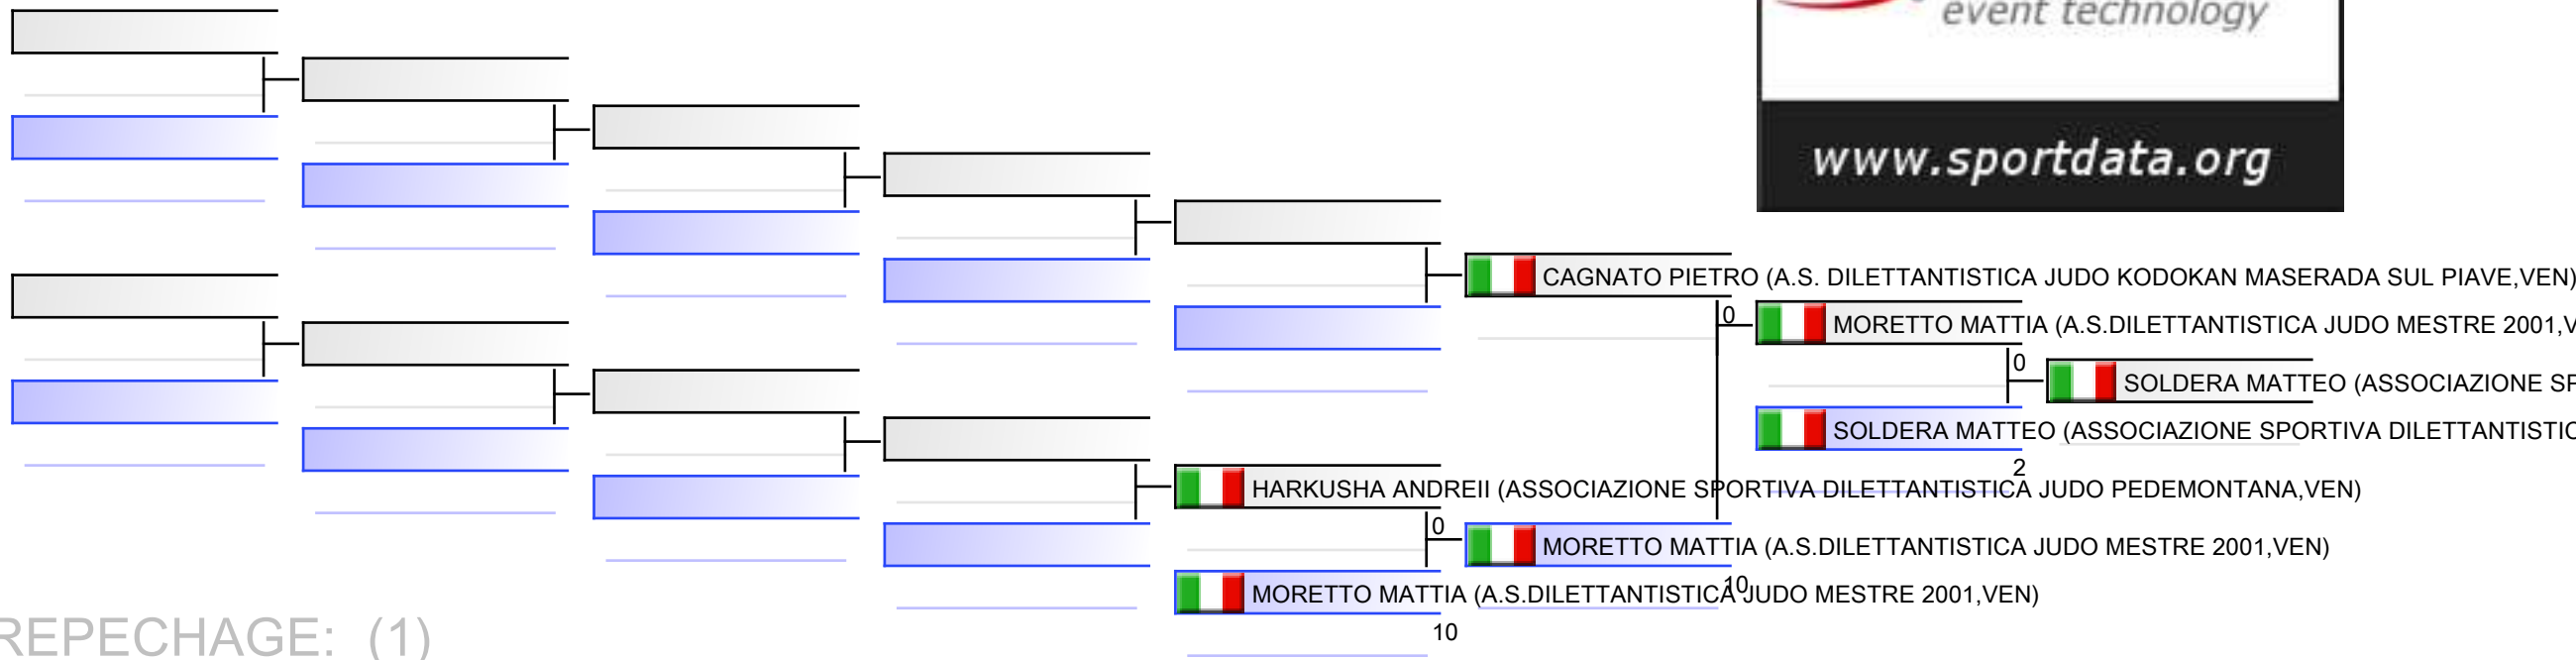 event technology
www.sportdata.org
CAGNATO PIETRO (A.S. DILETTANTISTICA JUDO KODOKAN MASERADA SUL PIAVE,VEN)
0
MORETTO MATTIA (A.S.DILETTANTISTICA JUDO MESTRE 2001,V
0
SOLDERA MATTEO (ASSOCIAZIONE SP
SOLDERA MATTEO (ASSOCIAZIONE SPORTIVA DILETTANTISTIC
2
HARKUSHA ANDREII (ASSOCIAZIONE SPORTIVA DILETTANTISTICA JUDO PEDEMONTANA,VEN)
0
MORETTO MATTIA (A.S.DILETTANTISTICA JUDO MESTRE 2001,VEN)
10
MORETTO MATTIA (A.S.DILETTANTISTICA JUDO MESTRE 2001,VEN)
10
REPECHAGE: (1)